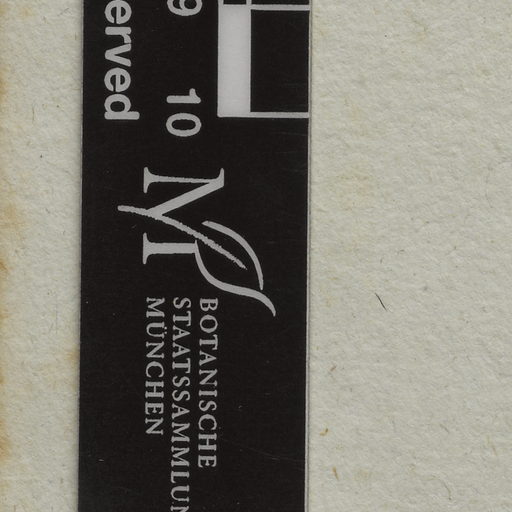 erved
9 10
BOTANISCHE
STAATSSAMMLUN
MÜNCHEN